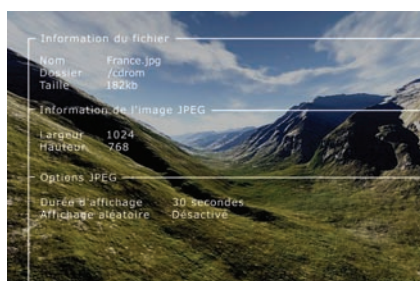 Information du fichier
Nom France.jpg
Dossier /cdrom
Taille 182kb
Information de l'image JPEG
Largeur 1024
Hauteur 768
Options JPEG
Durée d'affichage 30 secondes
Affichage aléatoire Désactivé